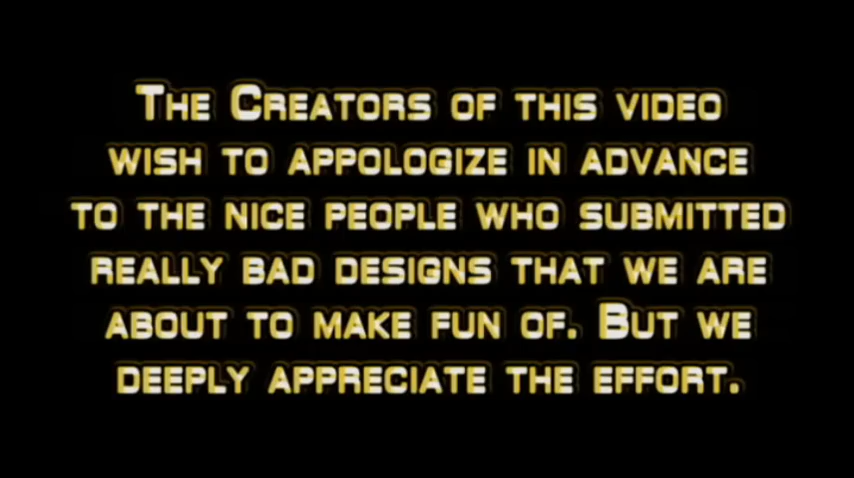 The Creators of this video
wish to appologize in advance
to the nice people who submitted
really bad designs that we are
about to make fun of. But we
deeply appreciate the effort.